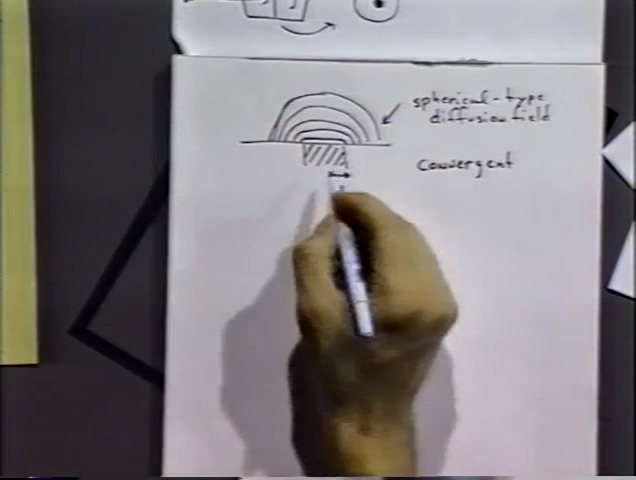 spherical-type
diffusion field
convergent